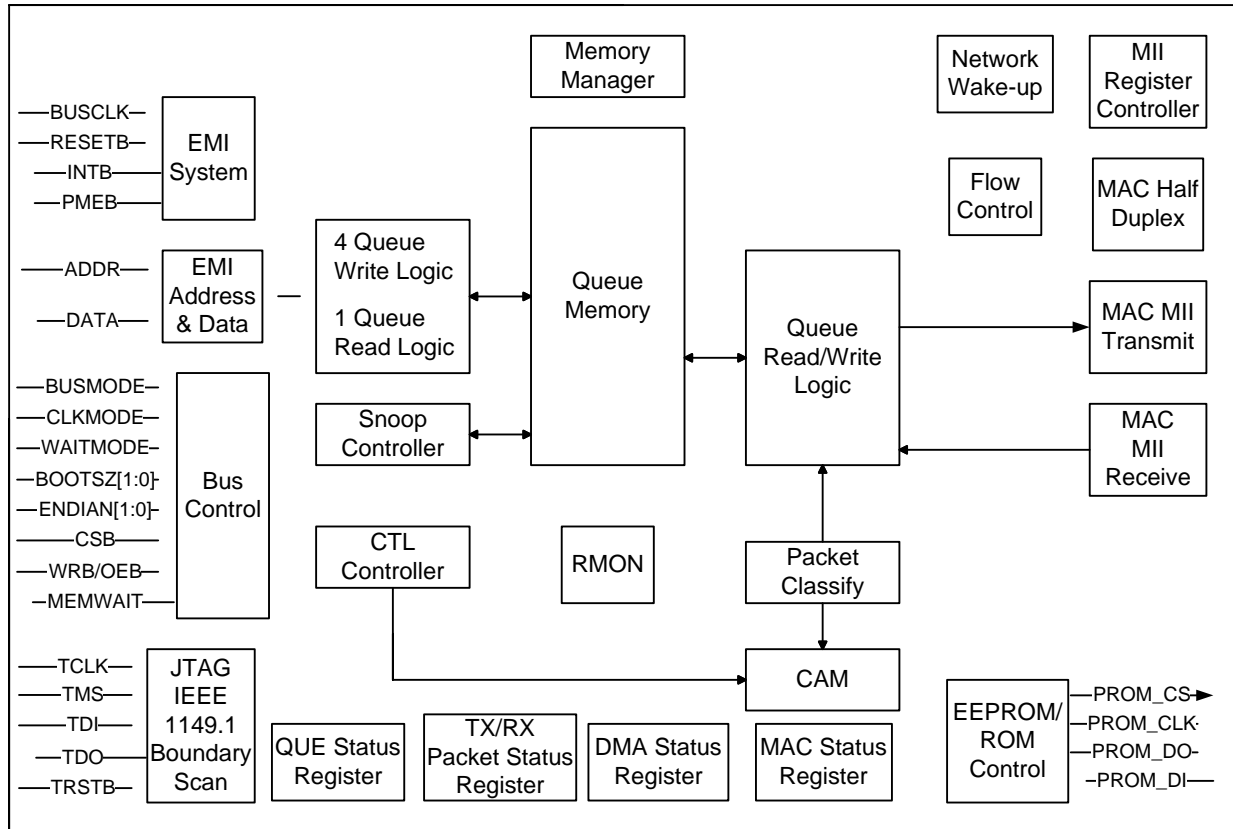 Memory
Manager
Network
Wake-up
MII
Register
Controller
BUSCLK
RESETB
INTB
PMEB
EMI
System
Flow
Control
MAC Half
Duplex
ADDR
DATA
EMI
Address
& Data
4 Queue
Write Logic
1 Queue
Read Logic
Queue
Memory
Queue
Read/Write
Logic
MAC MII
Transmit
MAC
MII
Receive
BUSMODE
CLKMODE
WAITMODE
BOOTSZ[1:0]
ENDIAN[1:0]
CSB
WRB/OEB
MEMWAIT
Bus
Control
Snoop
Controller
CTL
Controller
RMON
Packet
Classify
CAM
TCLK
TMS
TDI
TDO
TRSTB
JTAG
IEEE
1149.1
Boundary
Scan
QUE Status
Register
TX/RX
Packet Status
Register
DMA Status
Register
MAC Status
Register
EEPROM/
ROM
Control
PROM_CS
PROM_CLK
PROM_DO
PROM_DI